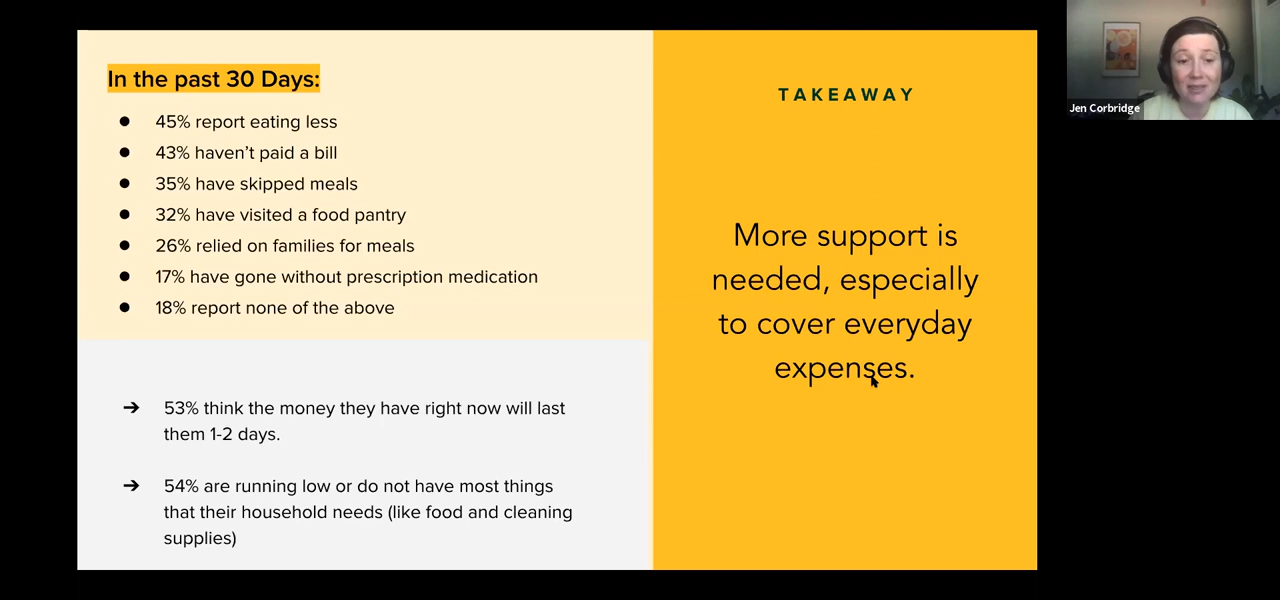 In the past 30 Days:
● 45% report eating less
● 43% haven’t paid a bill
● 35% have skipped meals
● 32% have visited a food pantry
● 26% relied on families for meals
● 17% have gone without prescription medication
● 18% report none of the above
➔ 53% think the money they have right now will last
them 1-2 days.
➔ 54% are running low or do not have most things
that their household needs (like food and cleaning
supplies)
TAKEAWAY
More support is
needed, especially
to cover everyday
expenses.
Jen Corbridge